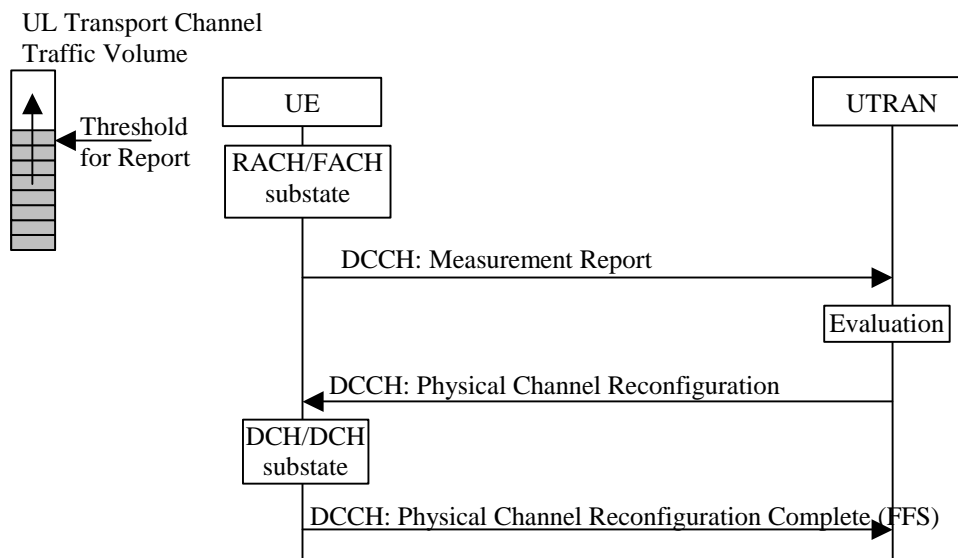 UL Transport Channel
Traffic Volume
UE
UTRAN
Threshold
for Report
RACH/FACH
substate
DCCH: Measurement Report
Evaluation
DCCH: Physical Channel Reconfiguration
DCH/DCH
substate
DCCH: Physical Channel Reconfiguration Complete (FFS)